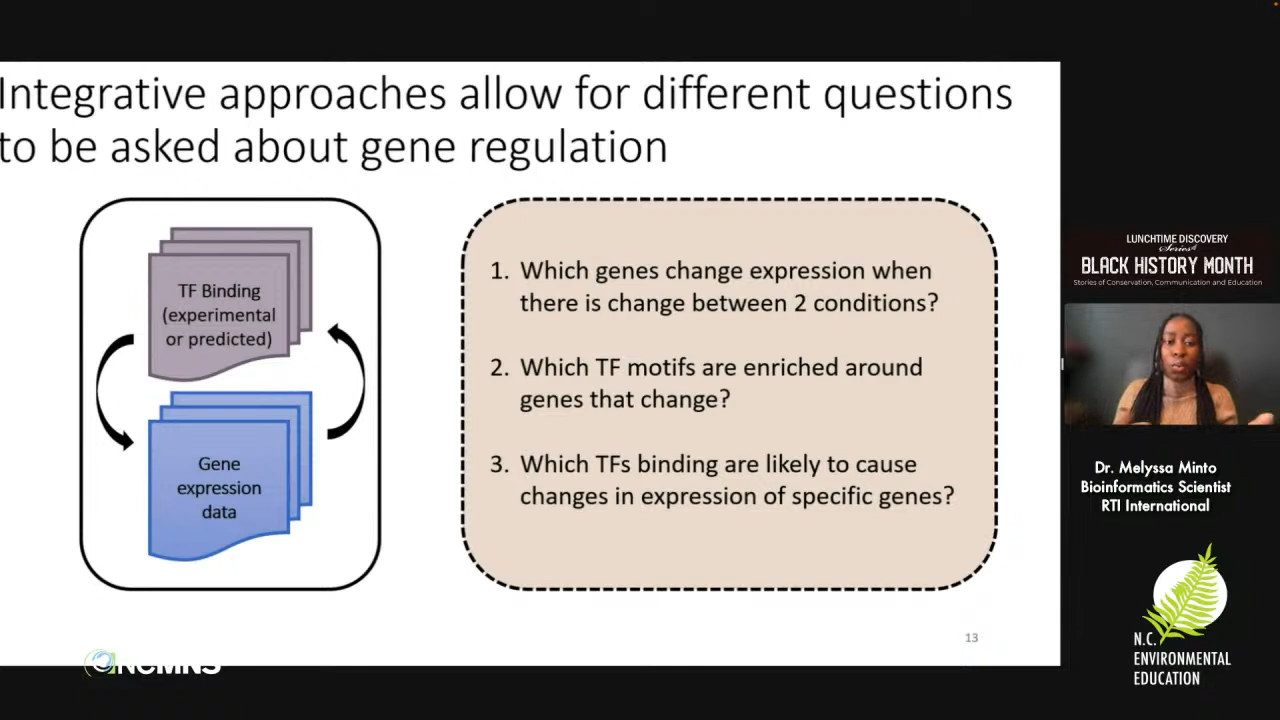 Integrative approaches allow for different questions
to be asked about gene regulation
TF Binding
(experimental
or predicted)
Gene
expression
data
1. Which genes change expression when
there is change between 2 conditions?
2. Which TF motifs are enriched around
genes that change?
3. Which TFs binding are likely to cause
changes in expression of specific genes?
13
NCMNS
LUNCHTIME DISCOVERY
Series
BLACK HISTORY MONTH
Stories of Conservation, Communication and Education
Dr. Melyssa Minto
Bioinformatics Scientist
RTI International
N.C.
ENVIRONMENTAL
EDUCATION